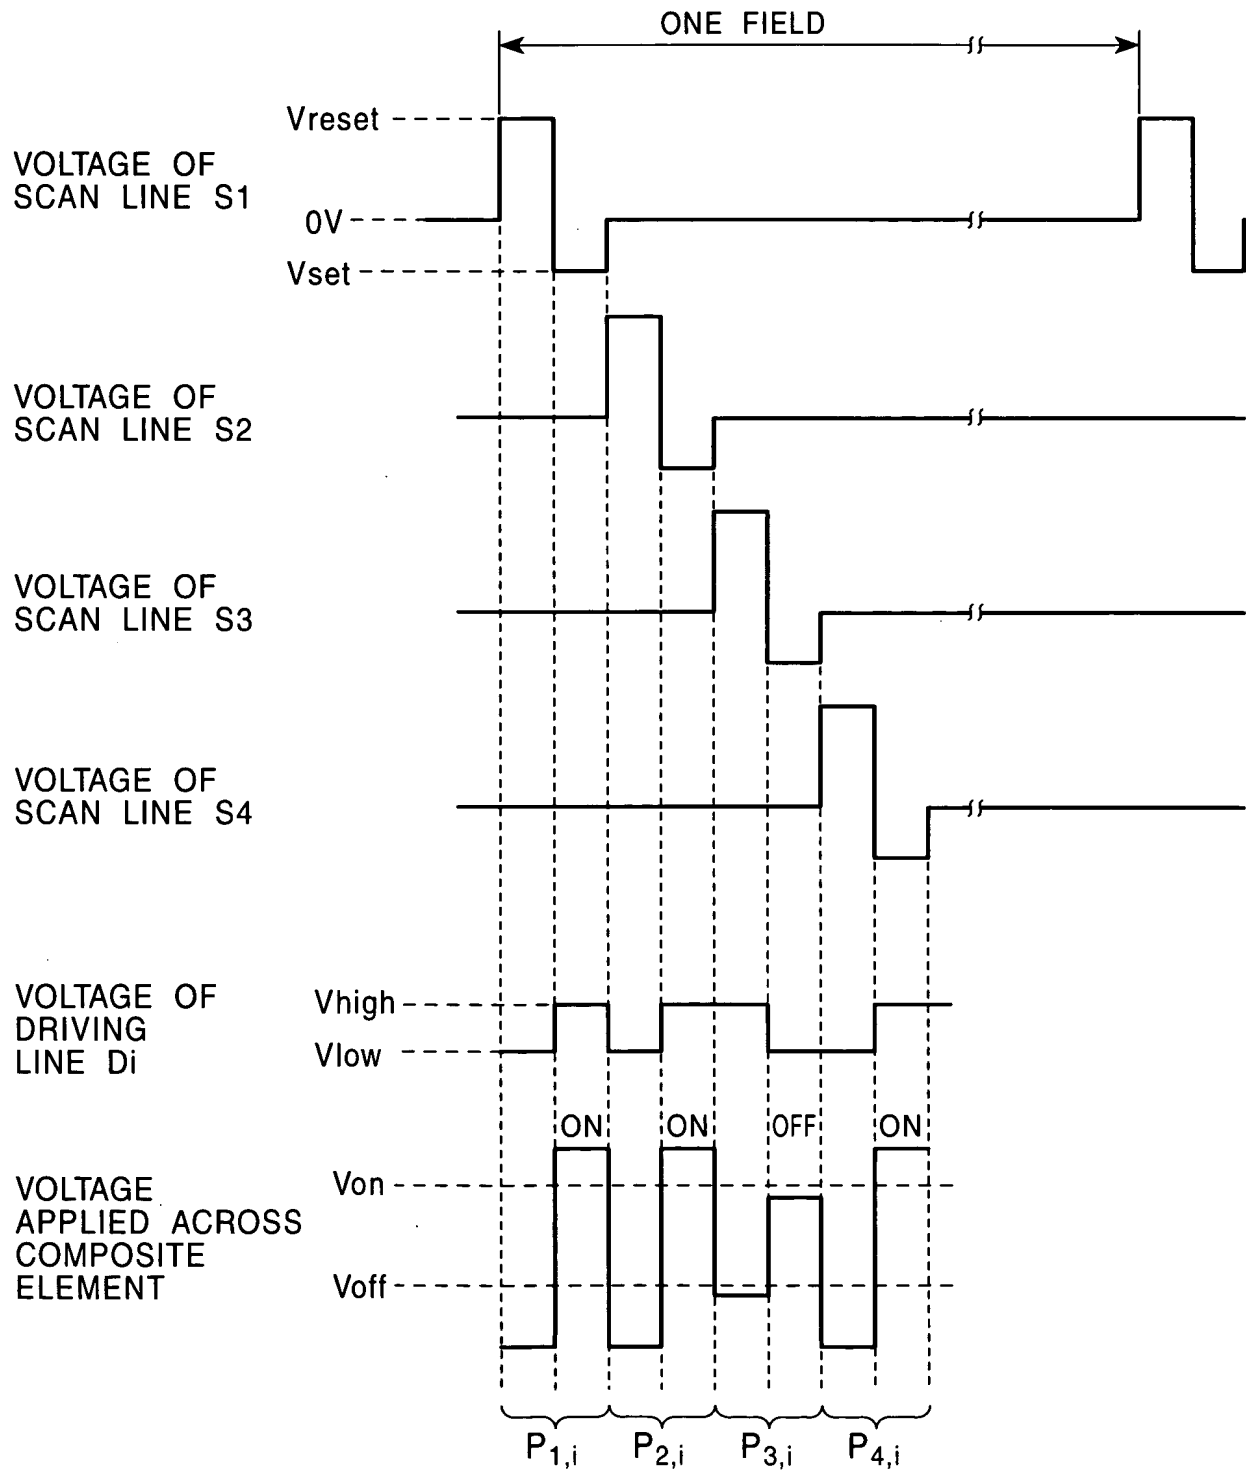 ONE FIELD
Vreset
VOLTAGE OF
SCAN LINE S1
0V
Vset
VOLTAGE OF
SCAN LINE S2
VOLTAGE OF
SCAN LINE S3
VOLTAGE OF
SCAN LINE S4
VOLTAGE OF
DRIVING
LINE Di
Vhigh
Vlow
ON ON OFF ON
Von
VOLTAGE
APPLIED ACROSS
COMPOSITE
ELEMENT
Voff
P1,i P2,i P3,i P4,i